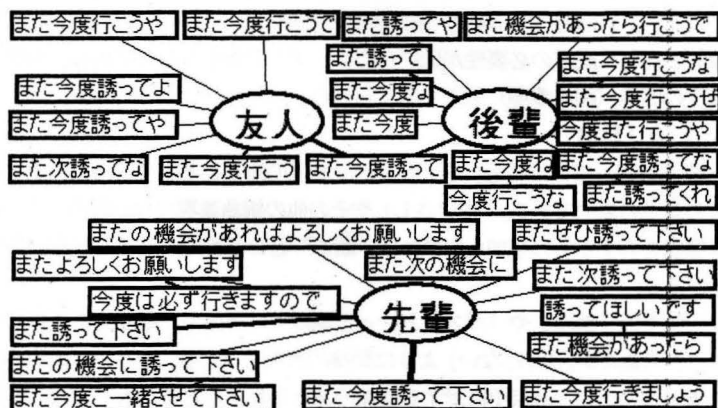 また今度行こうや
また今度行こうで
また誘ってや
また機会があったら行こうで
また誘って
また今度行こうな
また今度誘ってよ
また今度な
また今度行こうぜ
また今度誘ってや
友人
また今度
後輩
今度また行こうや
また次誘ってな
また今度行こう
また今度誘って
また今度ね
また今度誘ってな
今度行こうな
また誘ってくれ
またの機会があればよろしくお願いします
またぜひ誘って下さい
またよろしくお願いします
また次の機会に
また次誘って下さい
今度は必ず行きますので
先輩
誘ってほしいです
また誘って下さい
また機会があったら
またの機会に誘って下さい
また今度ご一緒させて下さい
また今度誘って下さい
また今度行きましょう